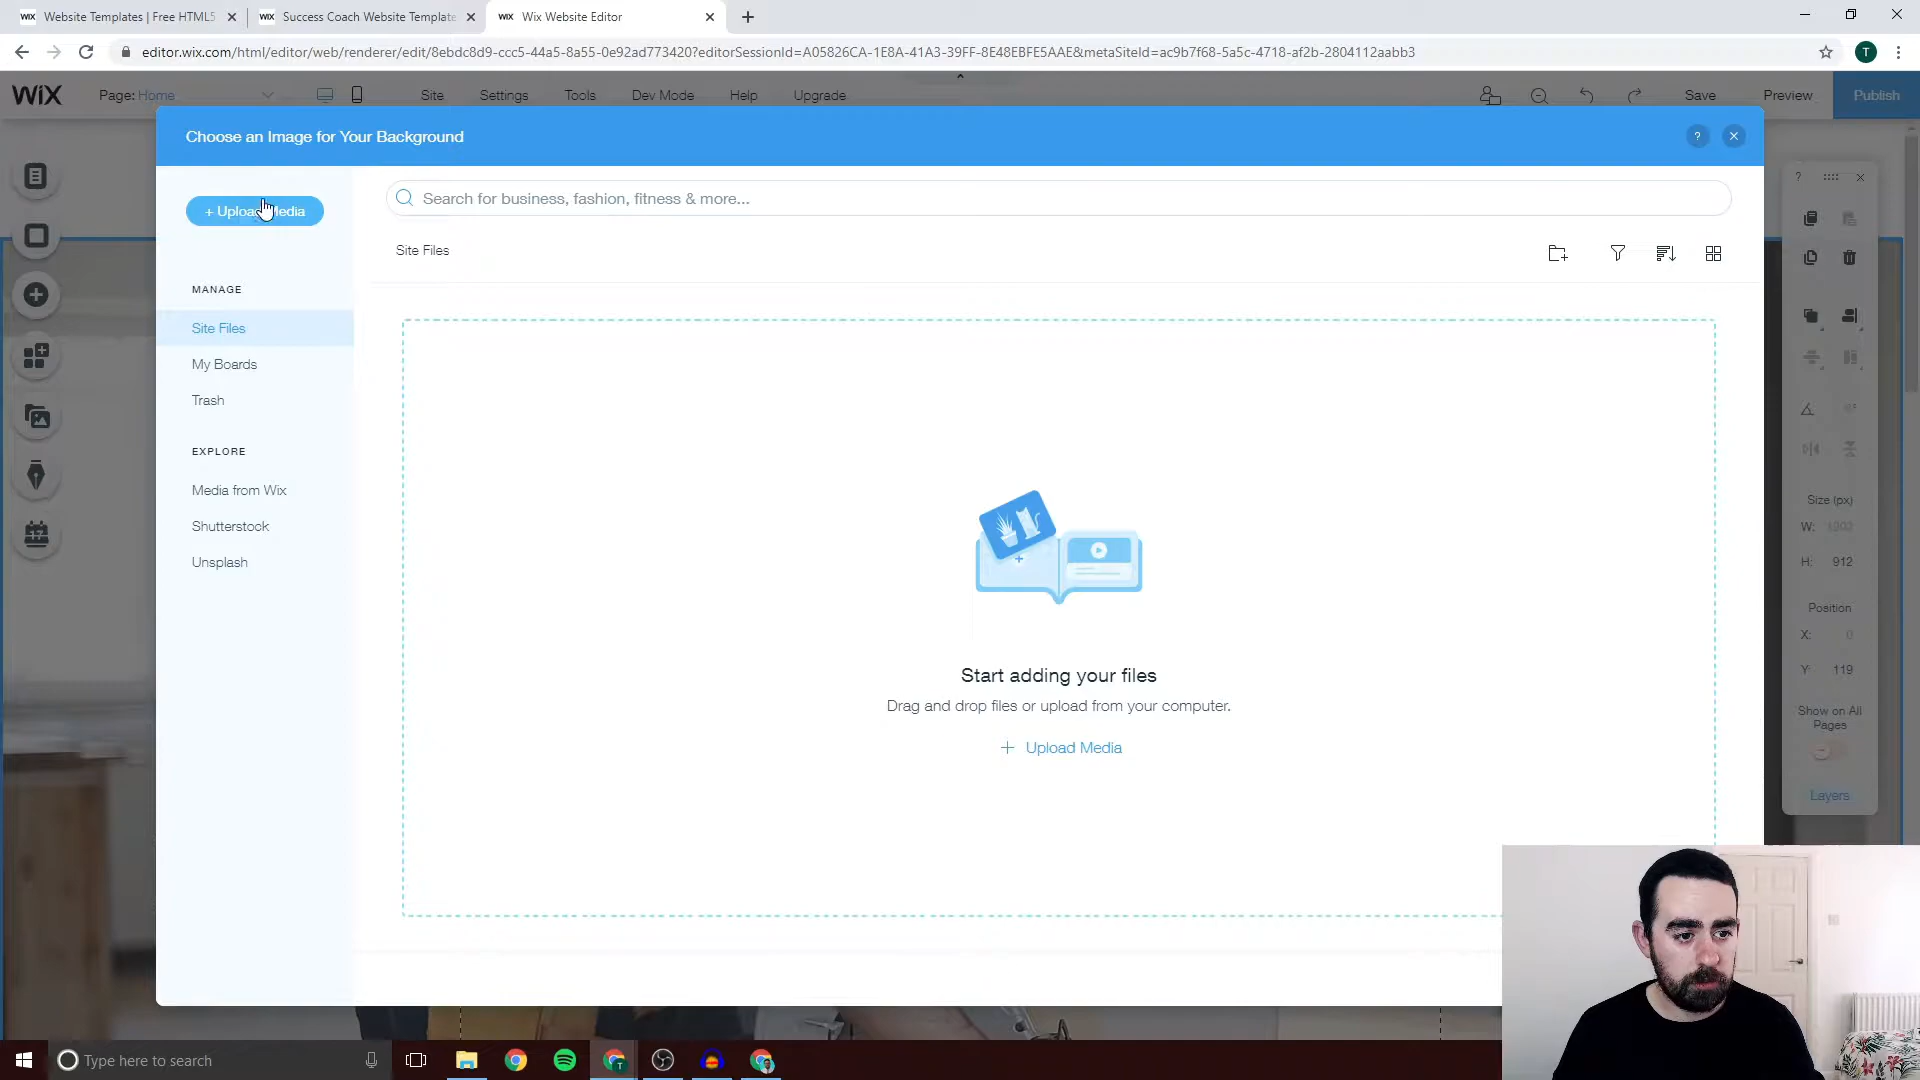 WiX Website Templates | Free HTML5
WiX Success Coach Website Template
WiX Wix Website Editor
editor.wix.com/html/editor/web/renderer/edit/8ebdc8d9-ccc5-44a5-8a55-0e92ad773420?editorSessionId=A05826CA-1E8A-41A3-39FF-8E48EBFE5AAE&metaSiteId=ac9b7f68-5a5c-4718-af2b-2804112aabb3
T
WiX Page: Home Site Settings Tools Dev Mode Help Upgrade Save Preview Publish
Choose an Image for Your Background
?
+ Upload Media
Search for business, fashion, fitness & more...
Site Files
MANAGE
Site Files
My Boards
Trash
EXPLORE
Media from Wix
Shutterstock
Unsplash
Start adding your files
Drag and drop files or upload from your computer.
+ Upload Media
?
Size (px)
W:
H: 912
Position
X: 0
Y: 119
Show on All
Pages
Layers
17
Type here to search
T